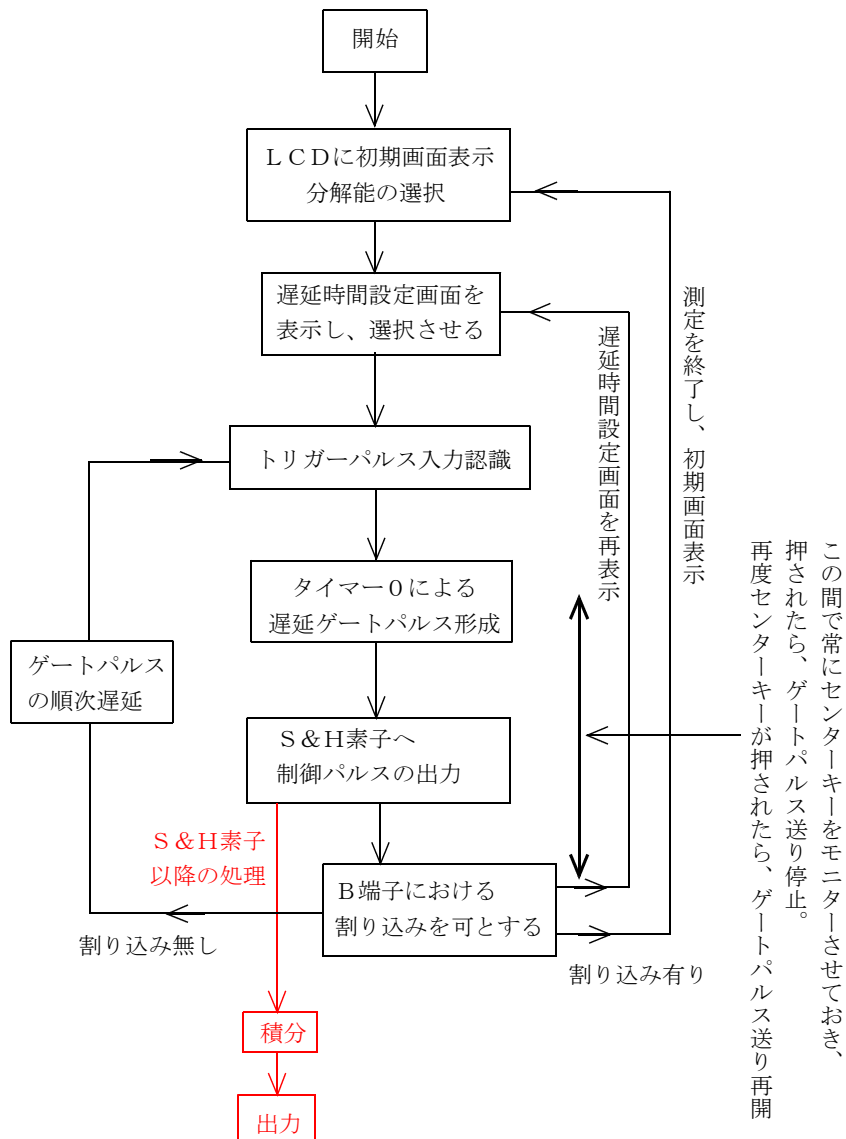 開始
ＬＣＤに初期画面表示
分解能の選択
遅延時間設定画面を
表示し、選択させる
トリガーパルス入力認識
タイマー０による
遅延ゲートパルス形成
ゲートパルス
の順次遅延
Ｓ＆Ｈ素子へ
制御パルスの出力
Ｓ＆Ｈ素子
以降の処理
Ｂ端子における
割り込みを可とする
割り込み無し
割り込み有り
積分
出力
遅延時間設定画面を再表示
測定を終了し、初期画面表示
この間で常にセンターキーをモニターさせておき、
押されたら、ゲートパルス送り停止。
再度センターキーが押されたら、ゲートパルス送り再開